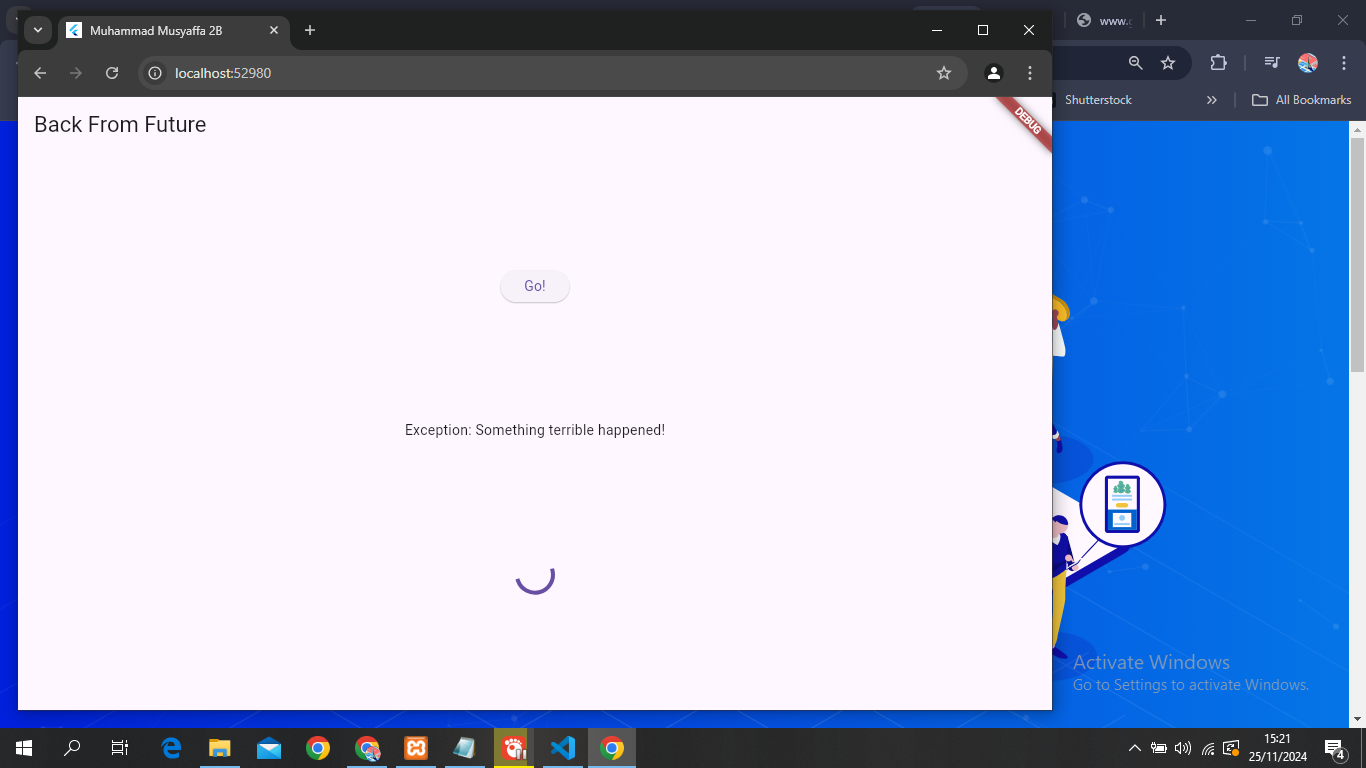 Muhammad Musyaffa 2B
localhost:52980
Shutterstock
All Bookmarks
Back From Future
DEBUG
Go!
Exception: Something terrible happened!
Activate Windows
Go to Settings to activate Windows.
15:21
25/11/2024
4